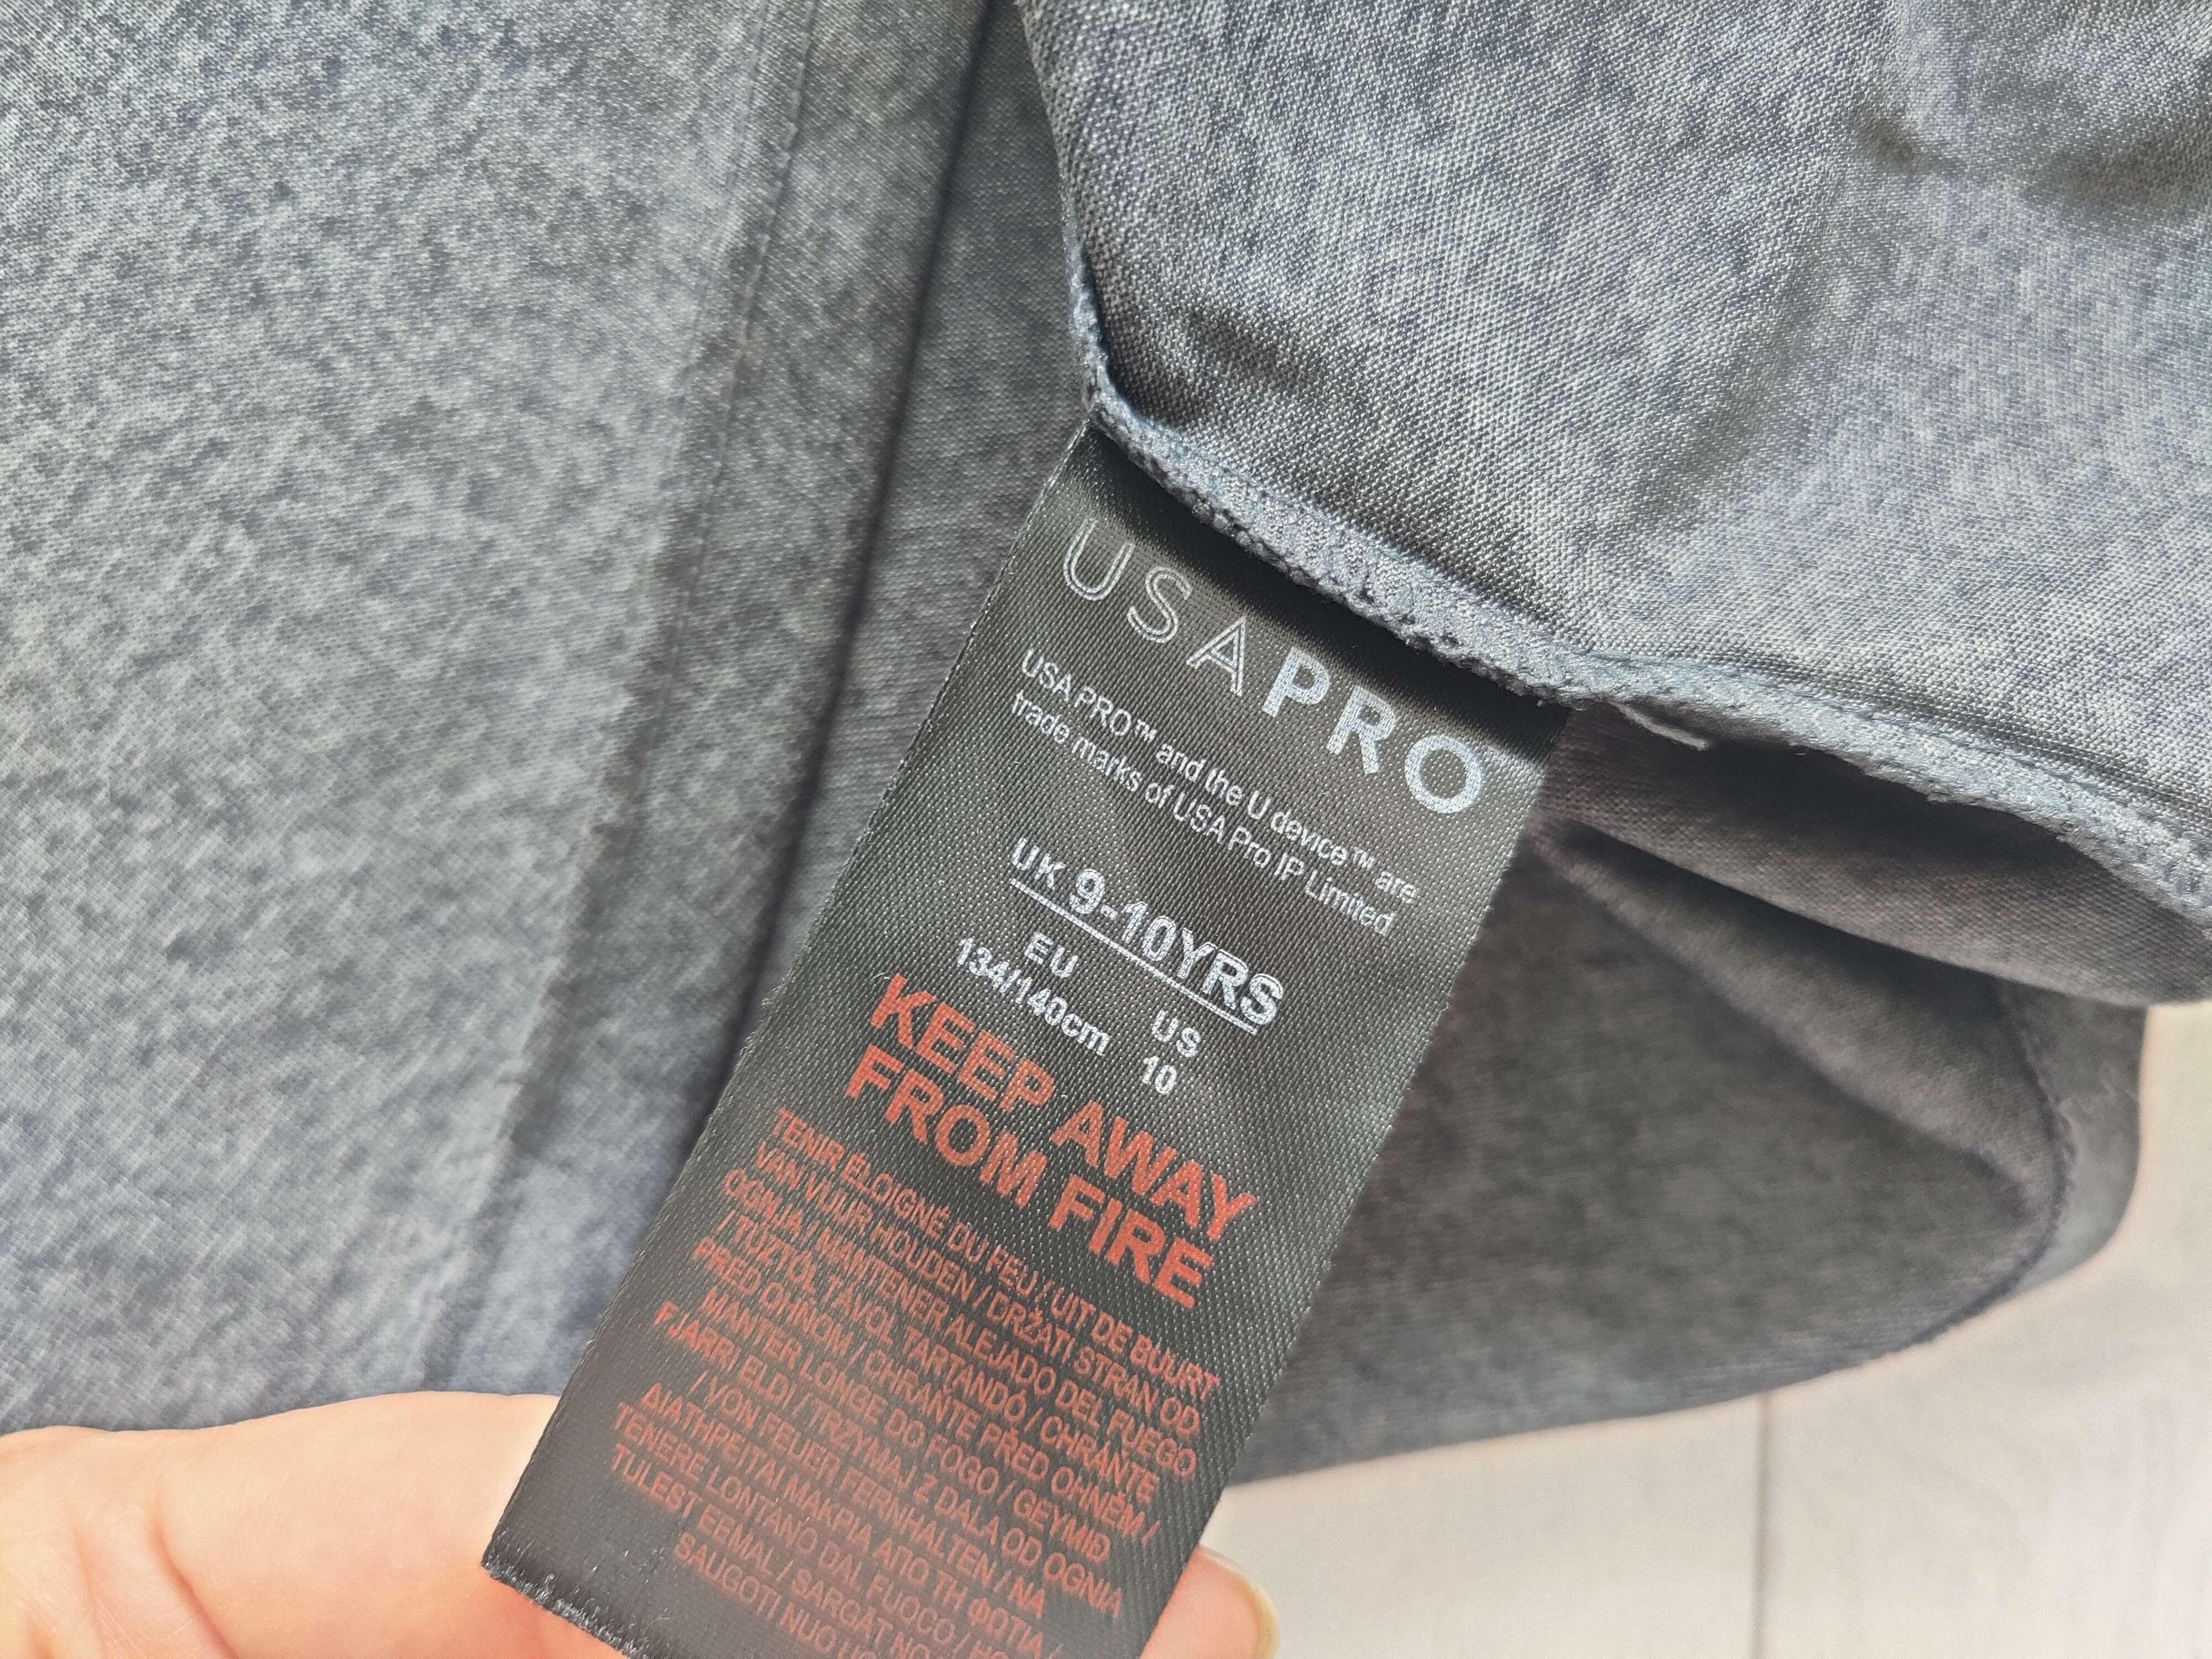 USAPRO
USA PRO™ and the U device™ are
trade marks of USA Pro IP Limited
UK 9-10YRS
EU US
134/140cm 10
KEEP AWAY
FROM FIRE
TENIR ÉLOIGNÉ DU FEU / UIT DE BUURT
VAN VUUR HOUDEN / DRŽATI STRAN OD
OGNJA / MANTENER ALEJADO DEL FUEGO
/ TŰZTŐL TÁVOL TARTANDÓ / CHRAŇTE
PŘED OHNĚM / CHRÁNTE PRED OHŇOM /
MANTER LONGE DO FOGO / GEYMIÐ
FJARRI ELDI / TRZYMAJ Z DALA OD OGNIA
/ VON FEUER FERNHALTEN / NA
ΔΙΑΤΗΡΕΙΤΑΙ ΜΑΚΡΙΑ ΑΠΟ ΤΗ ΦΩΤΙΑ /
TENERE LONTANO DAL FUOCO /
TULEST EEMAL / SARGĀT NO
SAUGOTI NUO